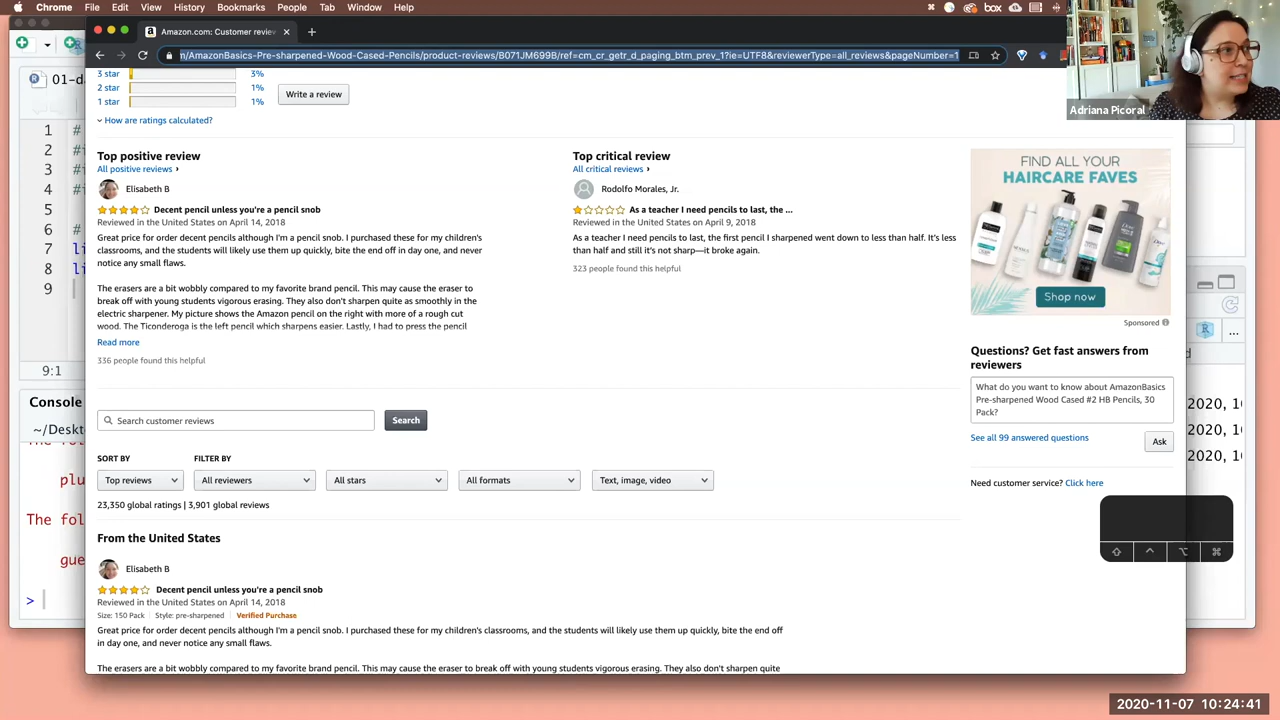 Chrome File Edit View History Bookmarks People Tab Window Help
box
Amazon.com: Customer review
m/AmazonBasics-Pre-sharpened-Wood-Cased-Pencils/product-reviews/B071JM699B/ref=cm_cr_getr_d_paging_btm_prev_1?ie=UTF8&reviewerType=all_reviews&pageNumber=1
Adriana Picoral
01-d
1 #
2 #
3 #
4 #
5
6 #
7 li
8 li
9
9:1
Console
~/Deskt
plu
The fol
gue
>
3 star 3%
2 star 1%
1 star 1%
Write a review
How are ratings calculated?
Top positive review
All positive reviews ›
Elisabeth B
Decent pencil unless you're a pencil snob
Reviewed in the United States on April 14, 2018
Great price for order decent pencils although I'm a pencil snob. I purchased these for my children's
classrooms, and the students will likely use them up quickly, bite the end off in day one, and never
notice any small flaws.
The erasers are a bit wobbly compared to my favorite brand pencil. This may cause the eraser to
break off with young students vigorous erasing. They also don't sharpen quite as smoothly in the
electric sharpener. My picture shows the Amazon pencil on the right with more of a rough cut
wood. The Ticonderoga is the left pencil which sharpens easier. Lastly, I had to press the pencil
Read more
336 people found this helpful
Top critical review
All critical reviews ›
Rodolfo Morales, Jr.
As a teacher I need pencils to last, the ...
Reviewed in the United States on April 9, 2018
As a teacher I need pencils to last, the first pencil I sharpened went down to less than half. It's less
than half and still it's not sharp—it broke again.
323 people found this helpful
FIND ALL YOUR
HAIRCARE FAVES
Shop now
Sponsored
Questions? Get fast answers from
reviewers
What do you want to know about AmazonBasics
Pre-sharpened Wood Cased #2 HB Pencils, 30
Pack?
See all 99 answered questions
Ask
Need customer service? Click here
Search customer reviews
Search
SORT BY
FILTER BY
Top reviews
All reviewers
All stars
All formats
Text, image, video
23,350 global ratings | 3,901 global reviews
From the United States
Elisabeth B
Decent pencil unless you're a pencil snob
Reviewed in the United States on April 14, 2018
Size: 150 Pack | Style: pre-sharpened | Verified Purchase
Great price for order decent pencils although I'm a pencil snob. I purchased these for my children's classrooms, and the students will likely use them up quickly, bite the end off
in day one, and never notice any small flaws.
The erasers are a bit wobbly compared to my favorite brand pencil. This may cause the eraser to break off with young students vigorous erasing. They also don't sharpen quite
...
d
2020, 1
2020, 1
2020, 1
2020-11-07 10:24:41